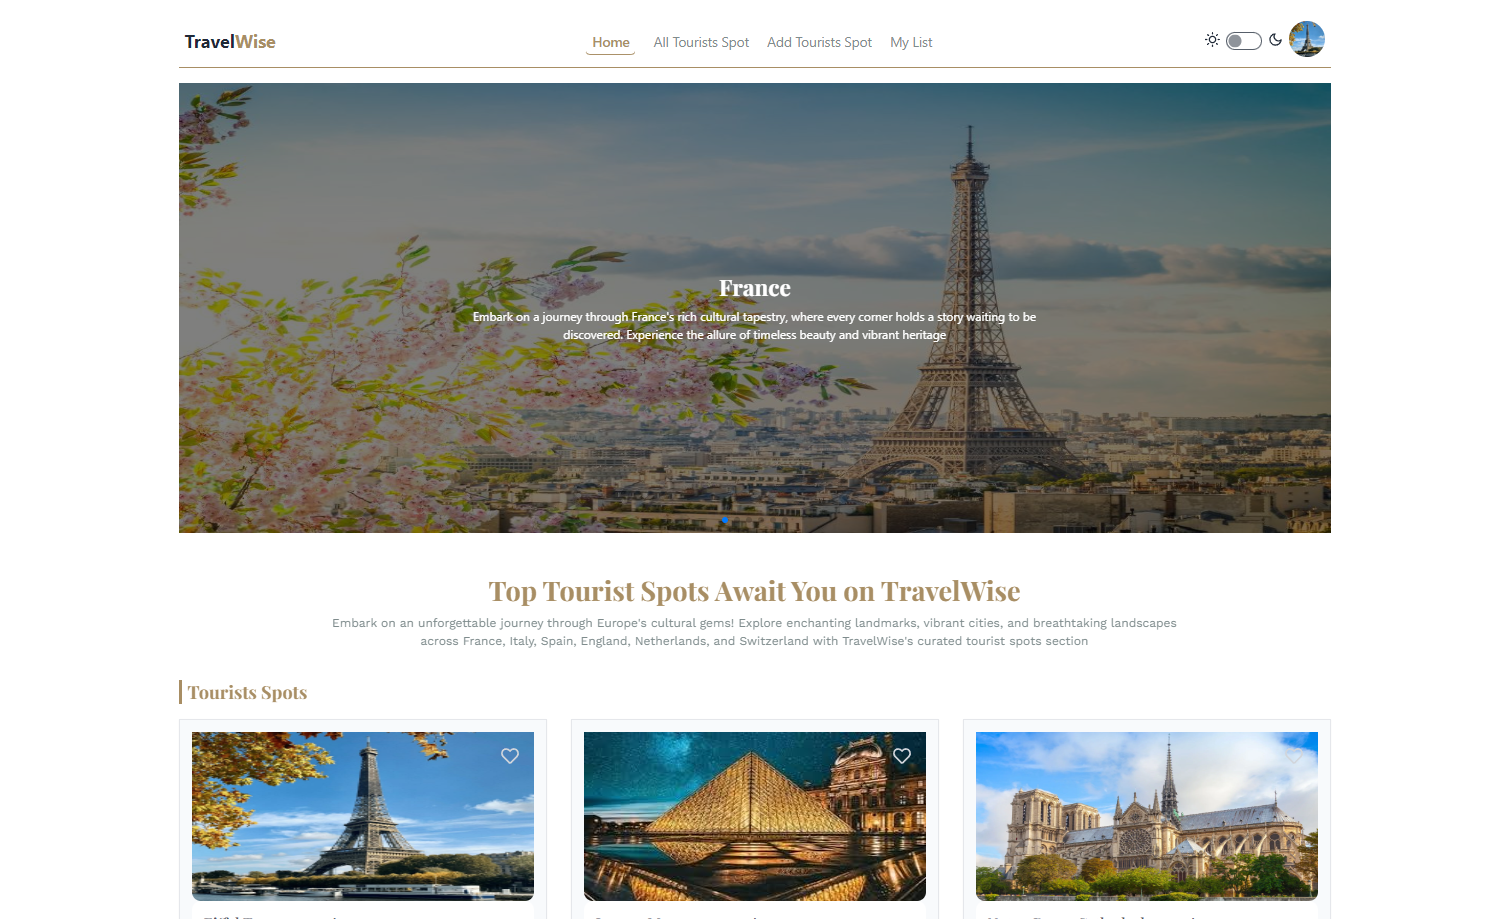 TravelWise
Home
All Tourists Spot
Add Tourists Spot
My List
France
Embark on a journey through France's rich cultural tapestry, where every corner holds a story waiting to be
discovered. Experience the allure of timeless beauty and vibrant heritage
Top Tourist Spots Await You on TravelWise
Embark on an unforgettable journey through Europe's cultural gems! Explore enchanting landmarks, vibrant cities, and breathtaking landscapes
across France, Italy, Spain, England, Netherlands, and Switzerland with TravelWise's curated tourist spots section
Tourists Spots